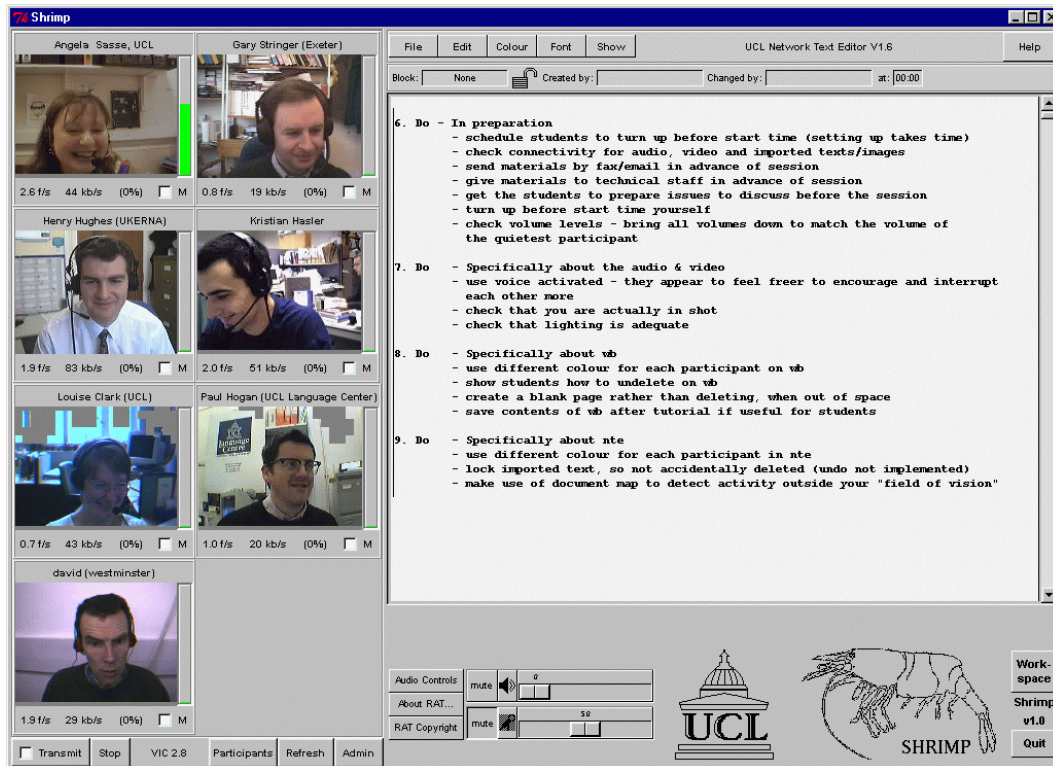 Shrimp
Angela Sasse, UCL
2.6 f/s 44 kb/s (0%) M
Gary Stringer (Exeter)
0.8 f/s 19 kb/s (0%) M
Henry Hughes (UKERNA)
1.9 f/s 83 kb/s (0%) M
Kristian Hasler
2.0 f/s 51 kb/s (0%) M
Louise Clark (UCL)
0.7 f/s 43 kb/s (0%) M
Paul Hogan (UCL Language Center)
language
Centre
1.0 f/s 20 kb/s (0%) M
david (westminster)
1.9 f/s 29 kb/s (0%) M
Transmit Stop VIC 2.8 Participants Refresh Admin
File Edit Colour Font Show UCL Network Text Editor V1.6 Help
Block: None Created by: Changed by: at: 00:00
6. Do - In preparation
- schedule students to turn up before start time (setting up takes time)
- check connectivity for audio, video and imported texts/images
- send materials by fax/email in advance of session
- give materials to technical staff in advance of session
- get the students to prepare issues to discuss before the session
- turn up before start time yourself
- check volume levels - bring all volumes down to match the volume of
the quietest participant
7. Do - Specifically about the audio & video
- use voice activated - they appear to feel freer to encourage and interrupt
each other more
- check that you are actually in shot
- check that lighting is adequate
8. Do - Specifically about wb
- use different colour for each participant on wb
- show students how to undelete on wb
- create a blank page rather than deleting, when out of space
- save contents of wb after tutorial if useful for students
9. Do - Specifically about nte
- use different colour for each participant in nte
- lock imported text, so not accidentally deleted (undo not implemented)
- make use of document map to detect activity outside your "field of vision"
Audio Controls
About RAT...
RAT Copyright
mute 0
mute 50
UCL
SHRIMP
Work-
space
Shrimp
v1.0
Quit